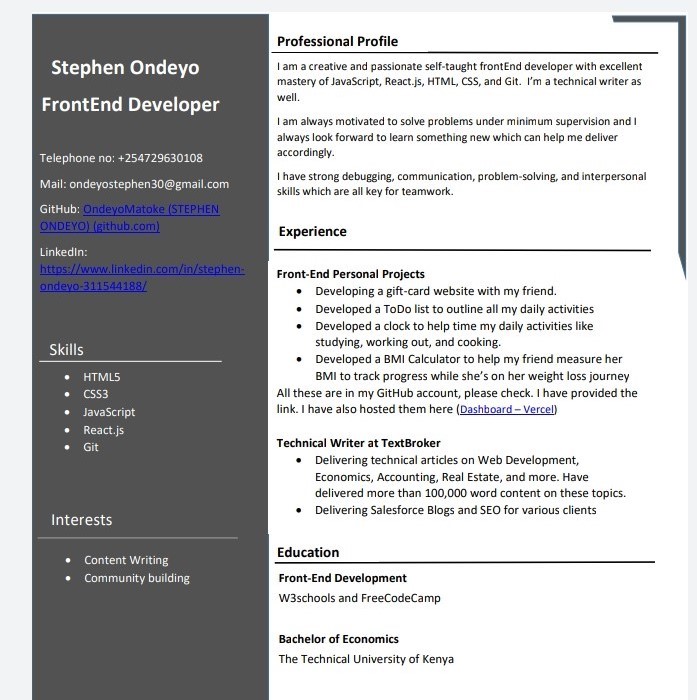 Stephen Ondeyo
FrontEnd Developer
Telephone no: +254729630108
Mail: ondeyostephen30@gmail.com
GitHub: OndeyoMatoke (STEPHEN
ONDEYO) (github.com)
LinkedIn:
https://www.linkedin.com/in/stephen-
ondeyo-311544188/
Skills
• HTML5
• CSS3
• JavaScript
• React.js
• Git
Interests
• Content Writing
• Community building
Professional Profile
I am a creative and passionate self-taught frontEnd developer with excellent
mastery of JavaScript, React.js, HTML, CSS, and Git. I'm a technical writer as
well.
I am always motivated to solve problems under minimum supervision and I
always look forward to learn something new which can help me deliver
accordingly.
I have strong debugging, communication, problem-solving, and interpersonal
skills which are all key for teamwork.
Experience
Front-End Personal Projects
• Developing a gift-card website with my friend.
• Developed a ToDo list to outline all my daily activities
• Developed a clock to help time my daily activities like
studying, working out, and cooking.
• Developed a BMI Calculator to help my friend measure her
BMI to track progress while she's on her weight loss journey
All these are in my GitHub account, please check. I have provided the
link. I have also hosted them here (Dashboard – Vercel)
Technical Writer at TextBroker
• Delivering technical articles on Web Development,
Economics, Accounting, Real Estate, and more. Have
delivered more than 100,000 word content on these topics.
• Delivering Salesforce Blogs and SEO for various clients
Education
Front-End Development
W3schools and FreeCodeCamp
Bachelor of Economics
The Technical University of Kenya